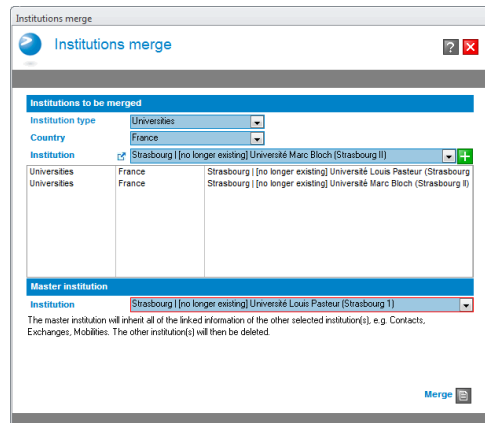 Institutions merge
Institutions merge
?
Institutions to be merged
Institution type Universities
Country France
Institution Strasbourg | [no longer existing] Université Marc Bloch (Strasbourg II)
Universities France Strasbourg | [no longer existing] Université Louis Pasteur (Strasbourg
Universities France Strasbourg | [no longer existing] Université Marc Bloch (Strasbourg II)
Master institution
Institution Strasbourg | [no longer existing] Université Louis Pasteur (Strasbourg 1)
The master institution will inherit all of the linked information of the other selected institution(s), e.g. Contacts,
Exchanges, Mobilities. The other institution(s) will then be deleted.
Merge